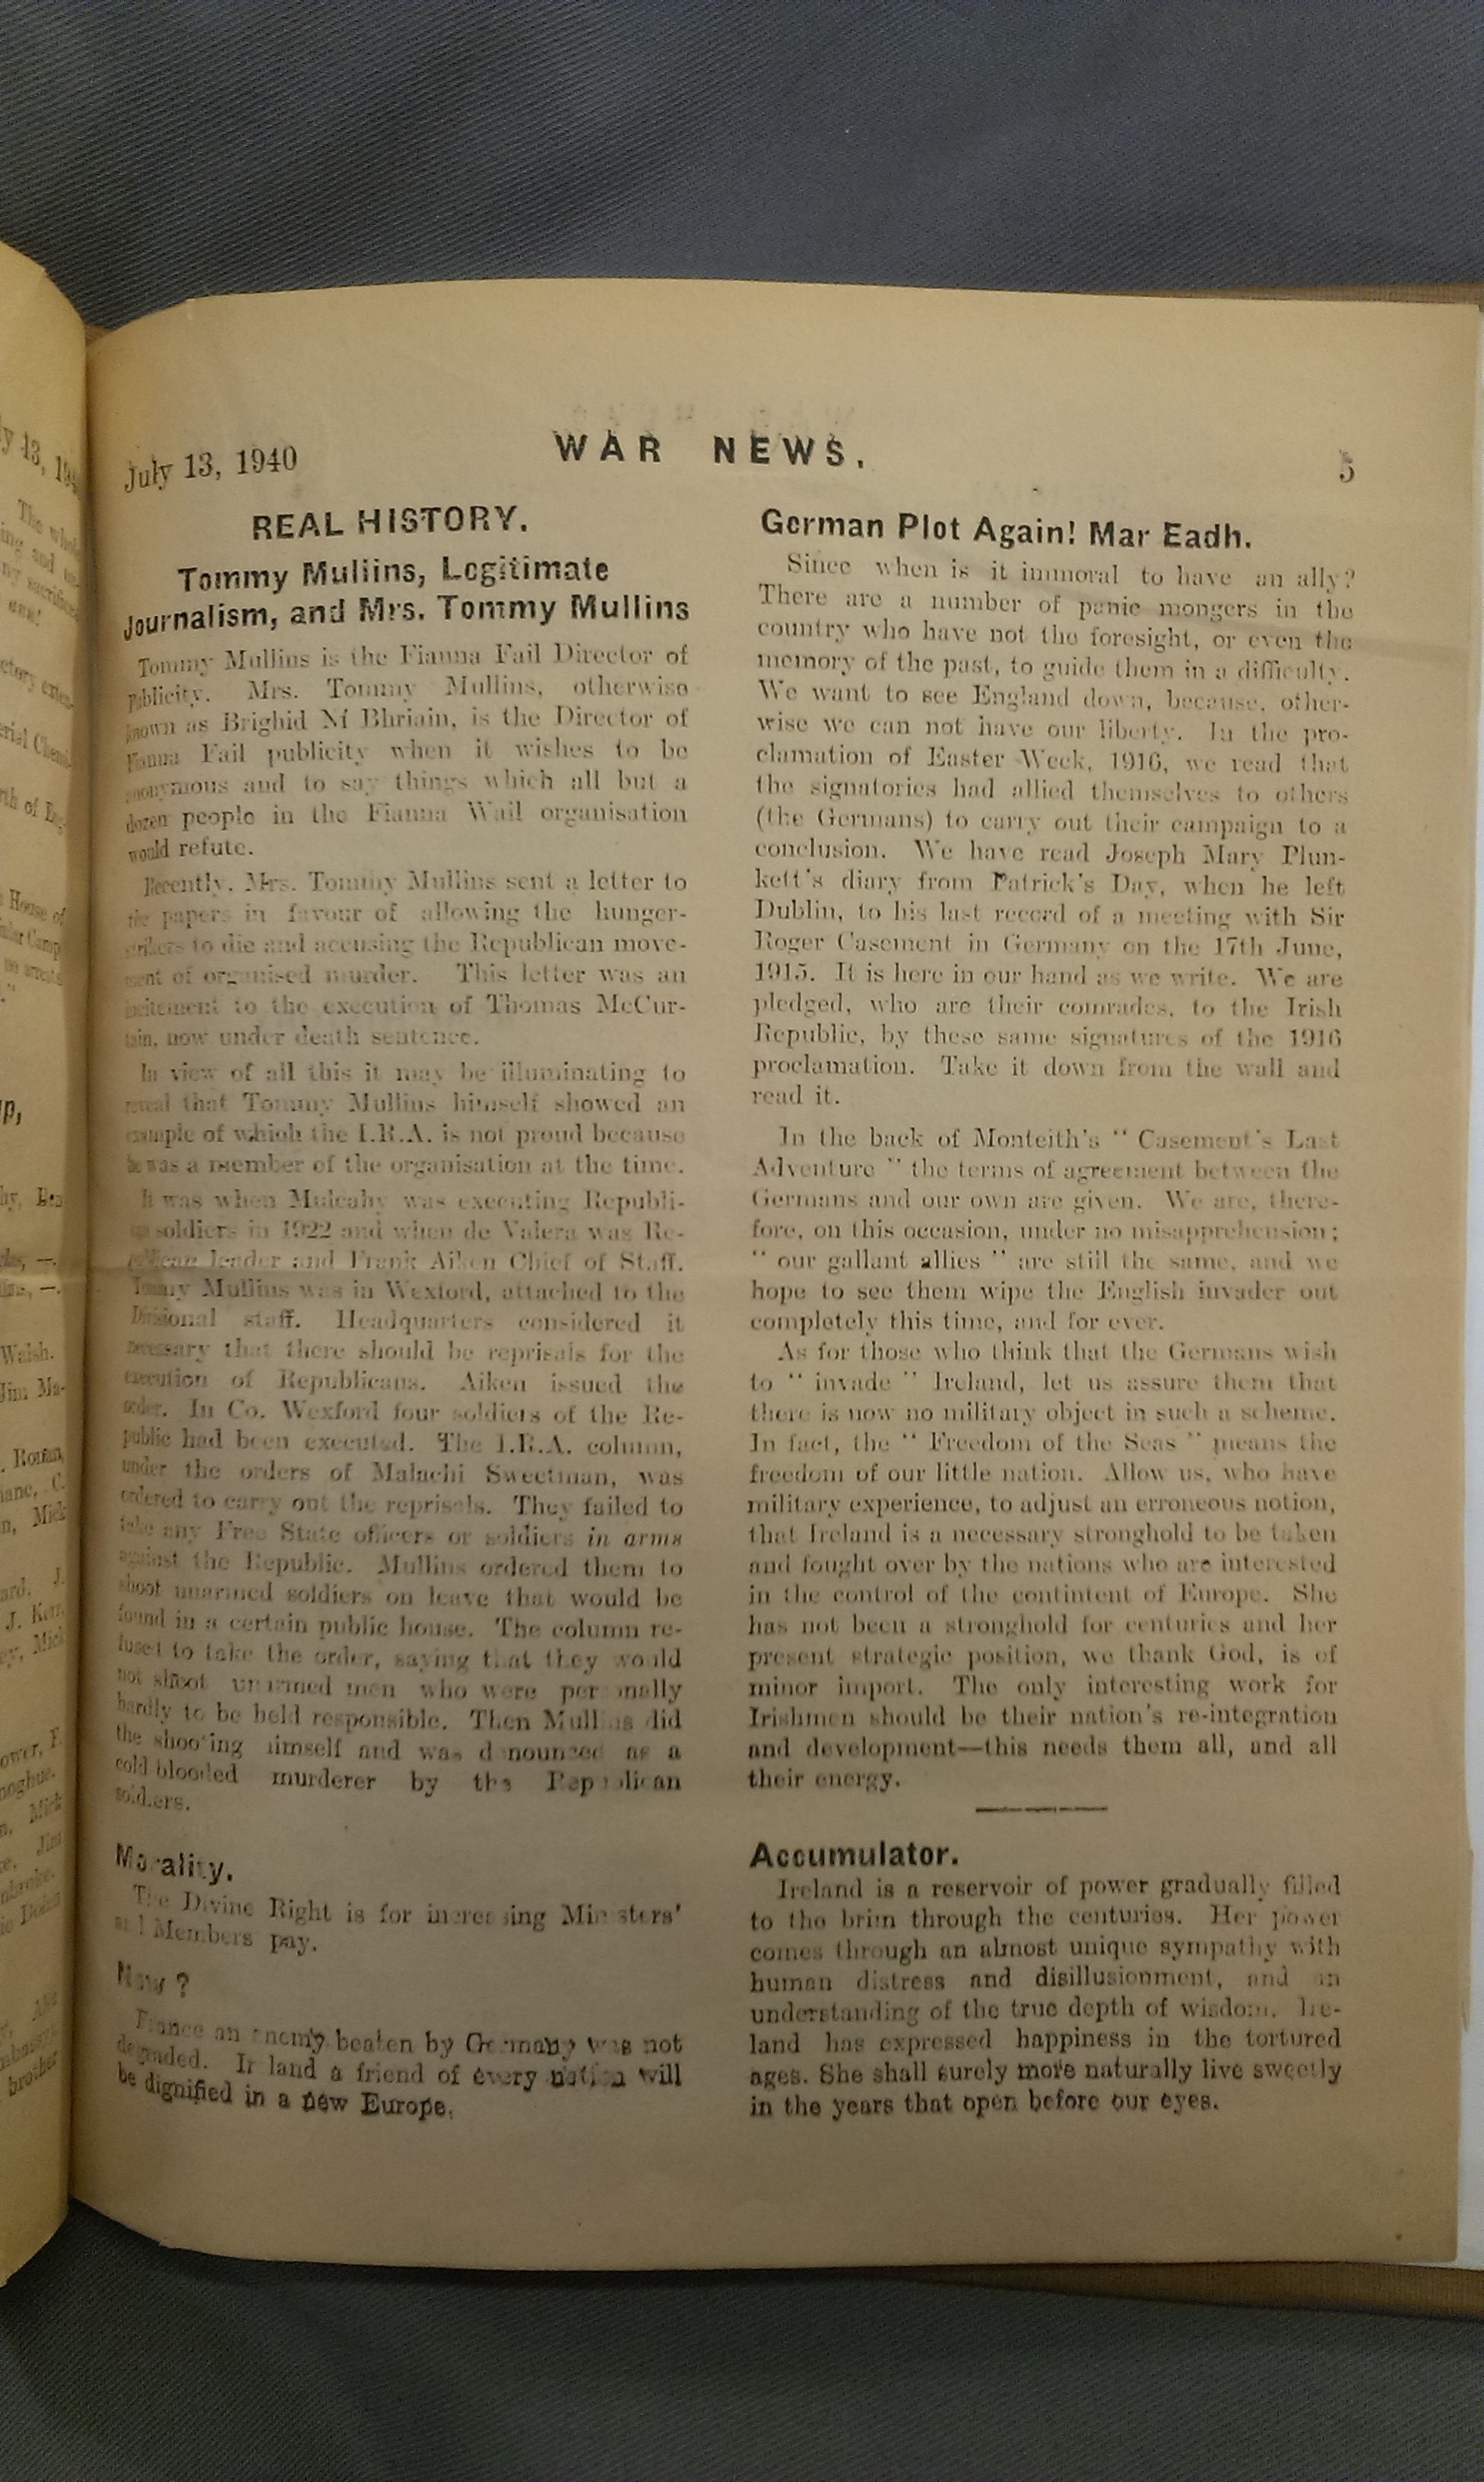 July 13, 1940
WAR NEWS.
5
REAL HISTORY.
Tommy Mullins, Legitimate
Journalism, and Mrs. Tommy Mullins
Tommy Mullins is the Fianna Fail Director of
Publicity. Mrs. Tommy Mullins, otherwise
known as Brighid Ní Bhriain, is the Director of
Fianna Fail publicity when it wishes to be
anonymous and to say things which all but a
dozen people in the Fianna Wail organisation
would refute.
Recently, Mrs. Tommy Mullins sent a letter to
the papers in favour of allowing the hunger-
strikers to die and accusing the Republican move-
ment of organised murder. This letter was an
incitement to the execution of Thomas McCur-
tain, now under death sentence.
In view of all this it may be illuminating to
reveal that Tommy Mullins himself showed an
example of which the I.R.A. is not proud because
he was a member of the organisation at the time.
It was when Mulcahy was executing Republi-
can soldiers in 1922 and when de Valera was Re-
publican leader and Frank Aiken Chief of Staff.
Tommy Mullins was in Wexford, attached to the
Divisional staff. Headquarters considered it
necessary that there should be reprisals for the
execution of Republicans. Aiken issued the
order. In Co. Wexford four soldiers of the Re-
public had been executed. The I.R.A. column,
under the orders of Malachi Sweetman, was
ordered to carry out the reprisals. They failed to
take any Free State officers or soldiers in arms
against the Republic. Mullins ordered them to
shoot unarmed soldiers on leave that would be
found in a certain public house. The column re-
fused to take the order, saying that they would
not shoot unarmed men who were personally
hardly to be held responsible. Then Mullins did
the shooting himself and was denounced as a
cold blooded murderer by the Republican
soldiers.
Morality.
The Divine Right is for increasing Ministers'
and Members pay.
Now?
France an enemy beaten by Germany was not
degraded. Ireland a friend of every nation will
be dignified in a new Europe.
German Plot Again! Mar Eadh.
Since when is it immoral to have an ally?
There are a number of panic mongers in the
country who have not the foresight, or even the
memory of the past, to guide them in a difficulty.
We want to see England down, because, other-
wise we can not have our liberty. In the pro-
clamation of Easter Week, 1916, we read that
the signatories had allied themselves to others
(the Germans) to carry out their campaign to a
conclusion. We have read Joseph Mary Plun-
kett's diary from Patrick's Day, when he left
Dublin, to his last record of a meeting with Sir
Roger Casement in Germany on the 17th June,
1915. It is here in our hand as we write. We are
pledged, who are their comrades, to the Irish
Republic, by these same signatures of the 1916
proclamation. Take it down from the wall and
read it.
In the back of Monteith's " Casement's Last
Adventure " the terms of agreement between the
Germans and our own are given. We are, there-
fore, on this occasion, under no misapprehension;
" our gallant allies " are still the same, and we
hope to see them wipe the English invader out
completely this time, and for ever.
As for those who think that the Germans wish
to " invade " Ireland, let us assure them that
there is now no military object in such a scheme.
In fact, the " Freedom of the Seas " means the
freedom of our little nation. Allow us, who have
military experience, to adjust an erroneous notion,
that Ireland is a necessary stronghold to be taken
and fought over by the nations who are interested
in the control of the contintent of Europe. She
has not been a stronghold for centuries and her
present strategic position, we thank God, is of
minor import. The only interesting work for
Irishmen should be their nation's re-integration
and development—this needs them all, and all
their energy.
Accumulator.
Ireland is a reservoir of power gradually filled
to the brim through the centuries. Her power
comes through an almost unique sympathy with
human distress and disillusionment, and an
understanding of the true depth of wisdom. Ire-
land has expressed happiness in the tortured
ages. She shall surely more naturally live sweetly
in the years that open before our eyes.